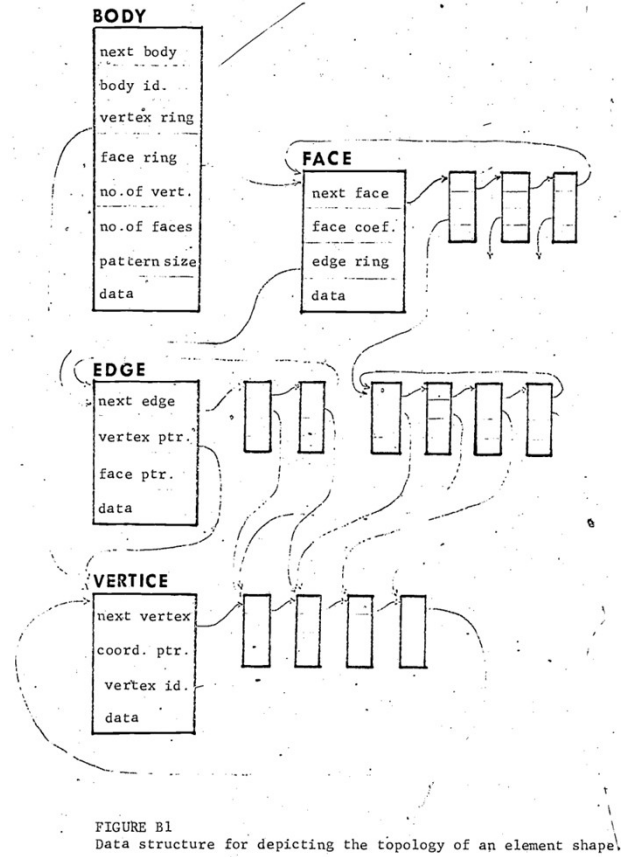 BODY
next body
body id.
vertex ring
face ring
no.of vert.
no.of faces
pattern size
data
FACE
next face
face coef.
edge ring
data
EDGE
next edge
vertex ptr.
face ptr.
data
VERTICE
next vertex
coord. ptr.
vertex id.
data
FIGURE B1
Data structure for depicting the topology of an element shape.